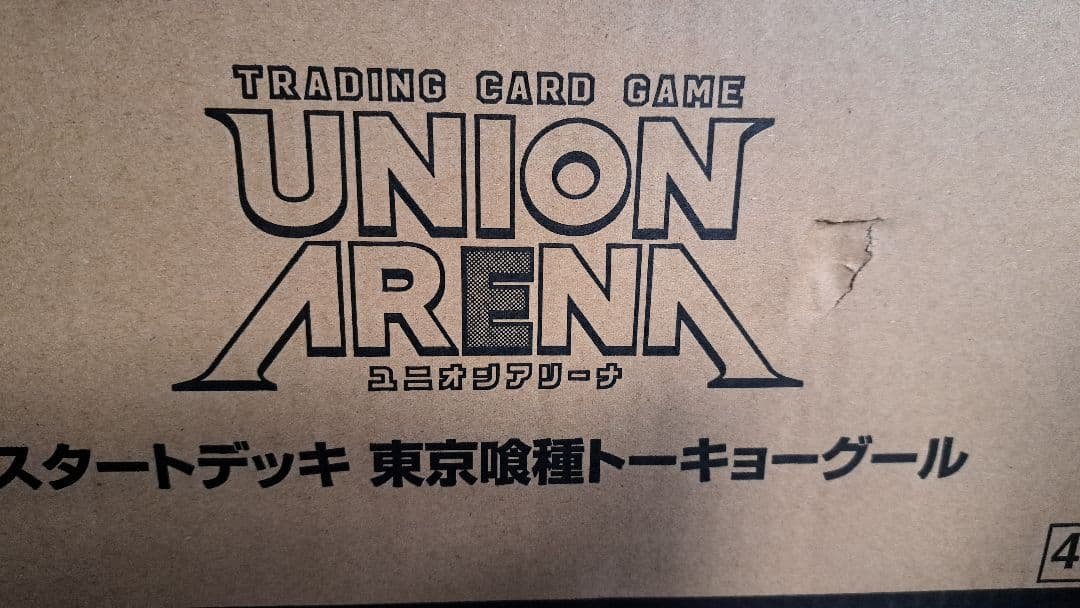 TRADING CARD GAME
UNION
ARENA
ユニオンアリーナ
スタートデッキ 東京喰種トーキョーグール
4